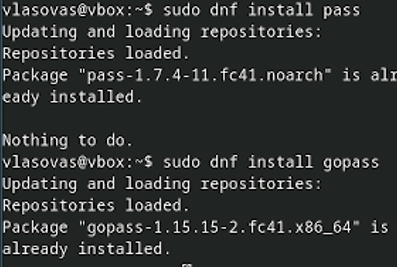 vlasovas@vbox:~$ sudo dnf install pass
Updating and loading repositories:
Repositories loaded.
Package "pass-1.7.4-11.fc41.noarch" is alr
eady installed.
Nothing to do.
vlasovas@vbox:~$ sudo dnf install gopass
Updating and loading repositories:
Repositories loaded.
Package "gopass-1.15.15-2.fc41.x86_64" is
already installed.